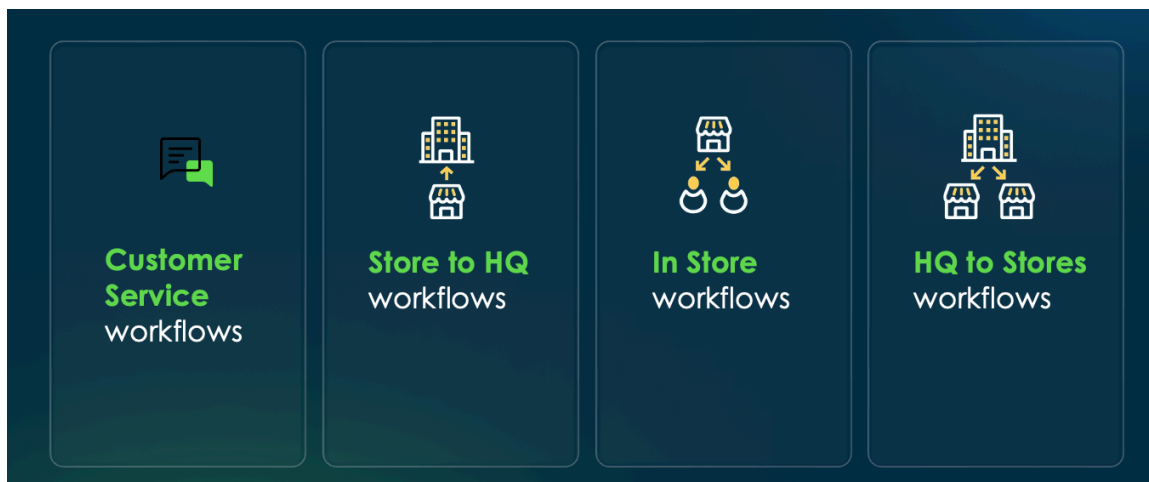 Customer
Service
workflows
Store to HQ
workflows
In Store
workflows
HQ to Stores
workflows